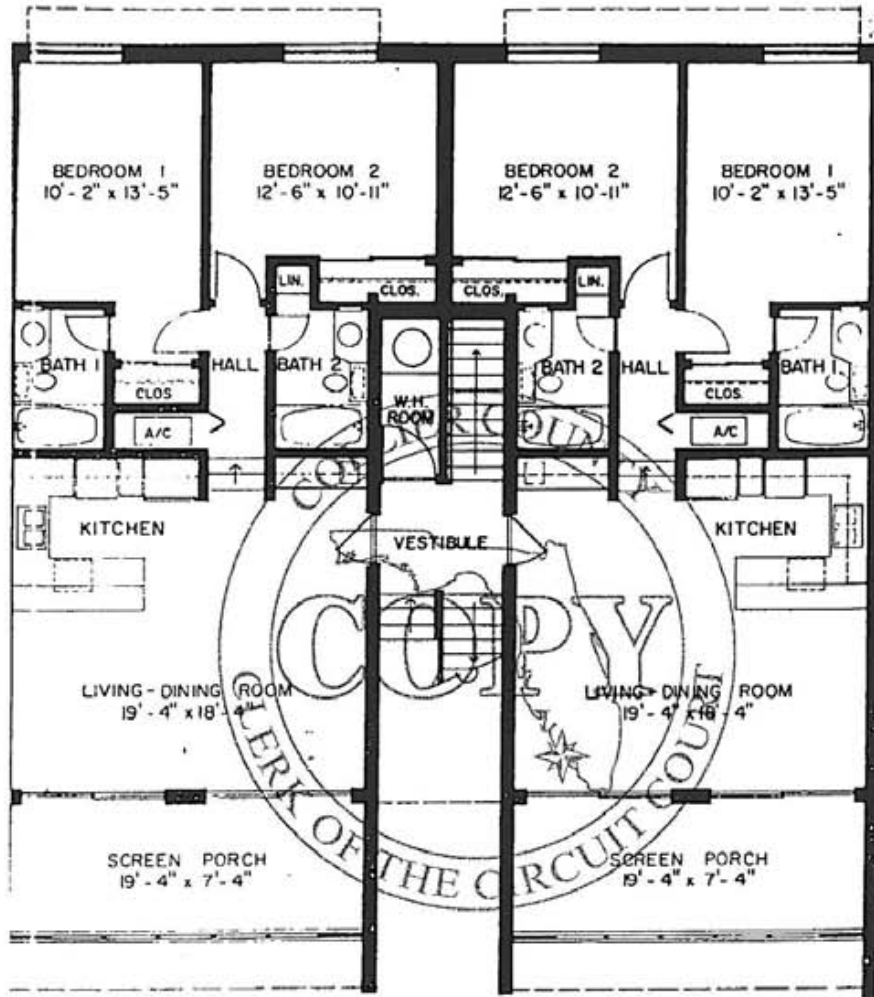 BEDROOM 1
10'-2" x 13'-5"
BEDROOM 2
12'-6" x 10'-11"
BEDROOM 2
12'-6" x 10'-11"
BEDROOM 1
10'-2" x 13'-5"
LIN.
CLOS.
CLOS.
LIN.
BATH 1
HALL
BATH 2
BATH 2
HALL
BATH 1
CLOS
W.H.
ROOM
CLOS.
A/C
A/C
COLLIER COUNTY
KITCHEN
VESTIBULE
KITCHEN
COPY
LIVING-DINING ROOM
19'-4" x 18'-4"
LIVING-DINING ROOM
19'-4" x 18'-4"
SCREEN PORCH
19'-4" x 7'-4"
SCREEN PORCH
19'-4" x 7'-4"
CLERK OF THE CIRCUIT COURT